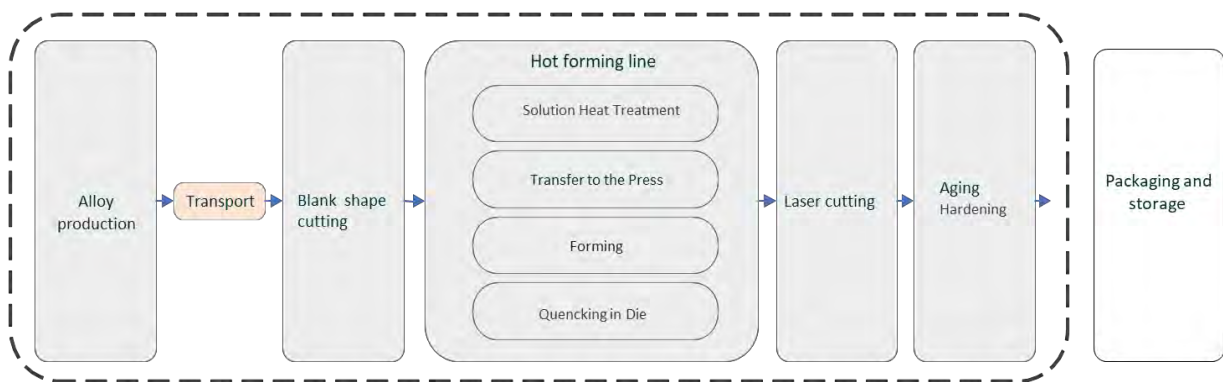 Alloy
production
Transport
Blank shape
cutting
Hot forming line
Solution Heat Treatment
Transfer to the Press
Forming
Quencking in Die
Laser cutting
Aging
Hardening
Packaging and
storage